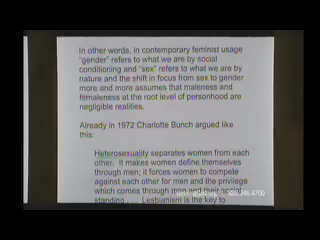 In other words, in contemporary feminist usage
"gender" refers to what we are by social
conditioning and "sex" refers to what we are by
nature and the shift in focus from sex to gender
more and more assumes that maleness and
femaleness at the root level of personhood are
negligible realities.
Already in 1972 Charlotte Bunch argued like
this:
Heterosexuality separates women from each
other. It makes women define themselves
through men; it forces women to compete
against each other for men and the privilege
which comes through men and their social
standing . . . Lesbianism is the key to